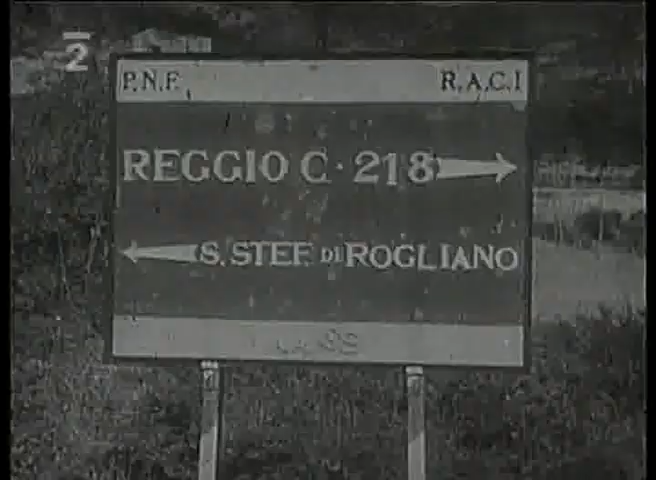 2
P.N.F. R.A.C.I
REGGIO C · 218
S. STEF. DI ROGLIANO